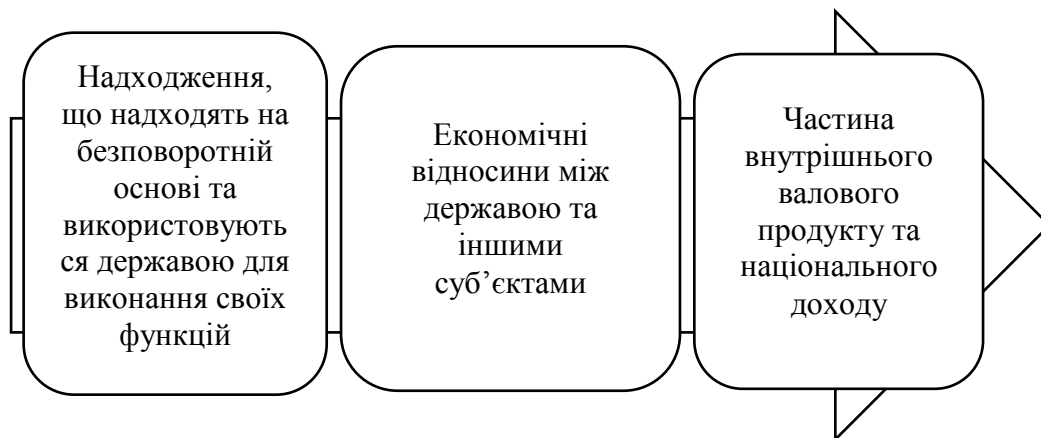 Надходження,
що надходять на
безповоротній
основі та
використовують
ся державою для
виконання своїх
функцій
Економічні
відносини між
державою та
іншими
суб’єктами
Частина
внутрішнього
валового
продукту та
національного
доходу